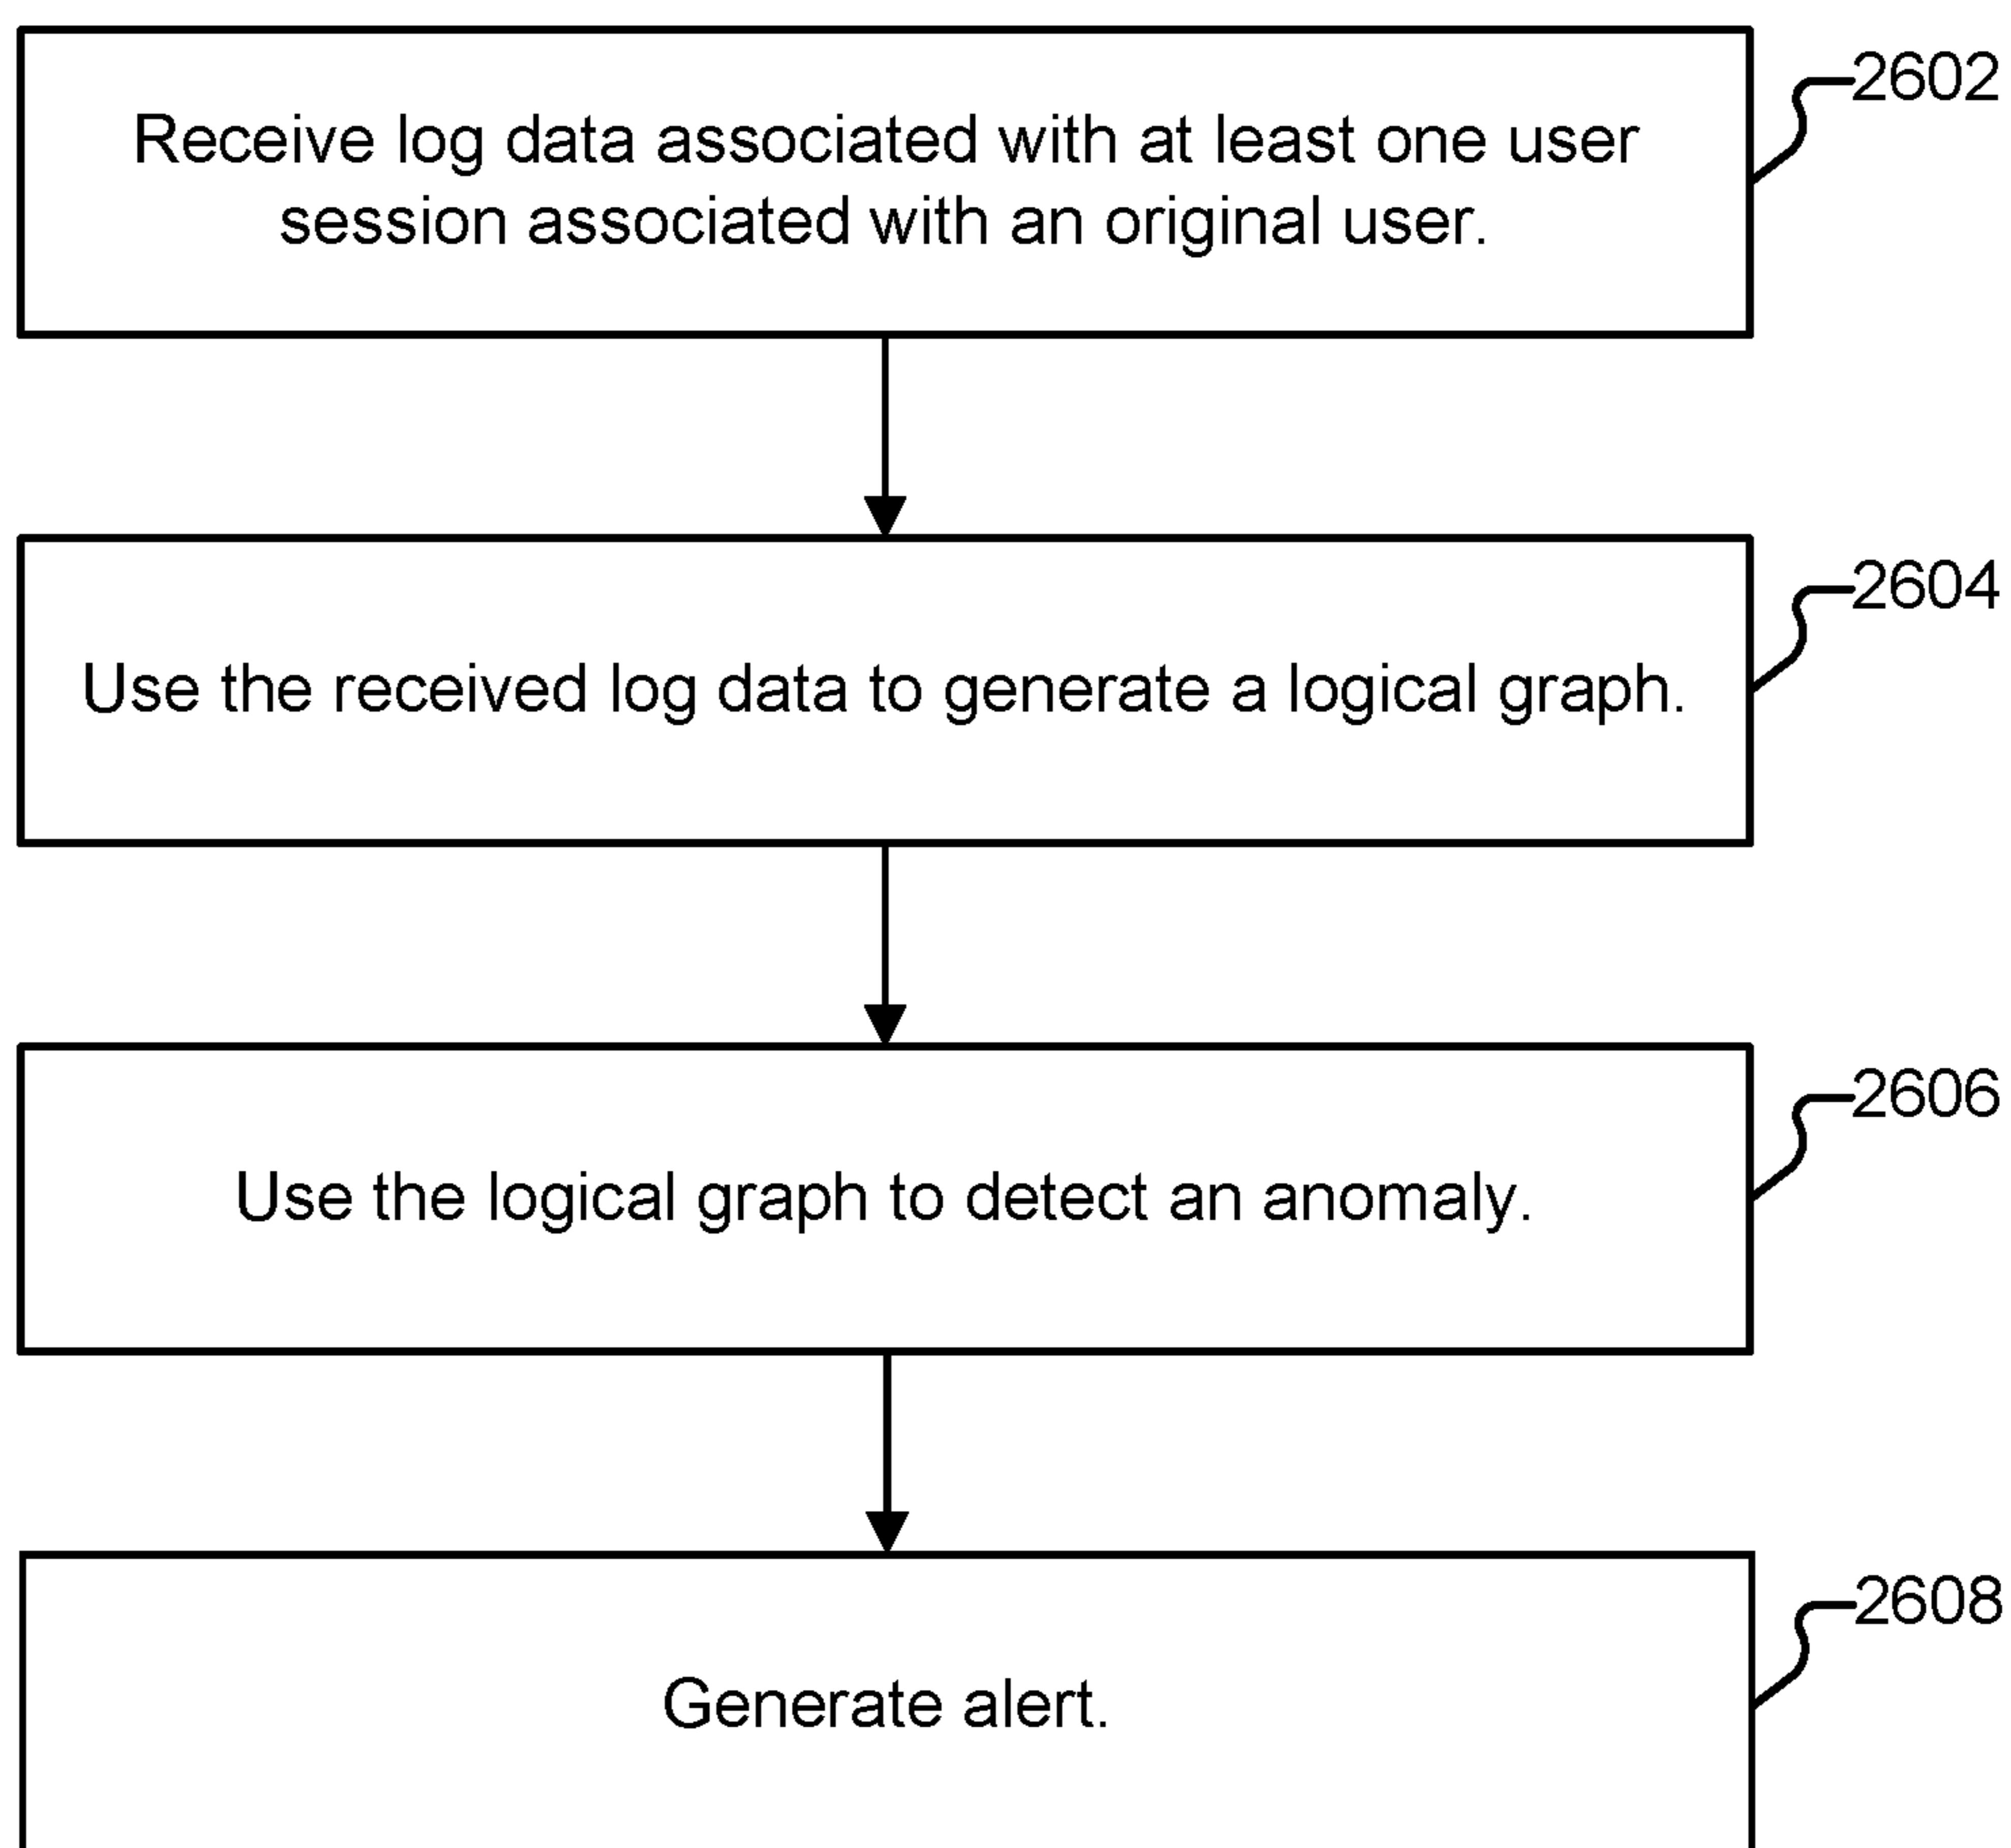 2602
Receive log data associated with at least one user
session associated with an original user.
2604
Use the received log data to generate a logical graph.
2606
Use the logical graph to detect an anomaly.
2608
Generate alert.